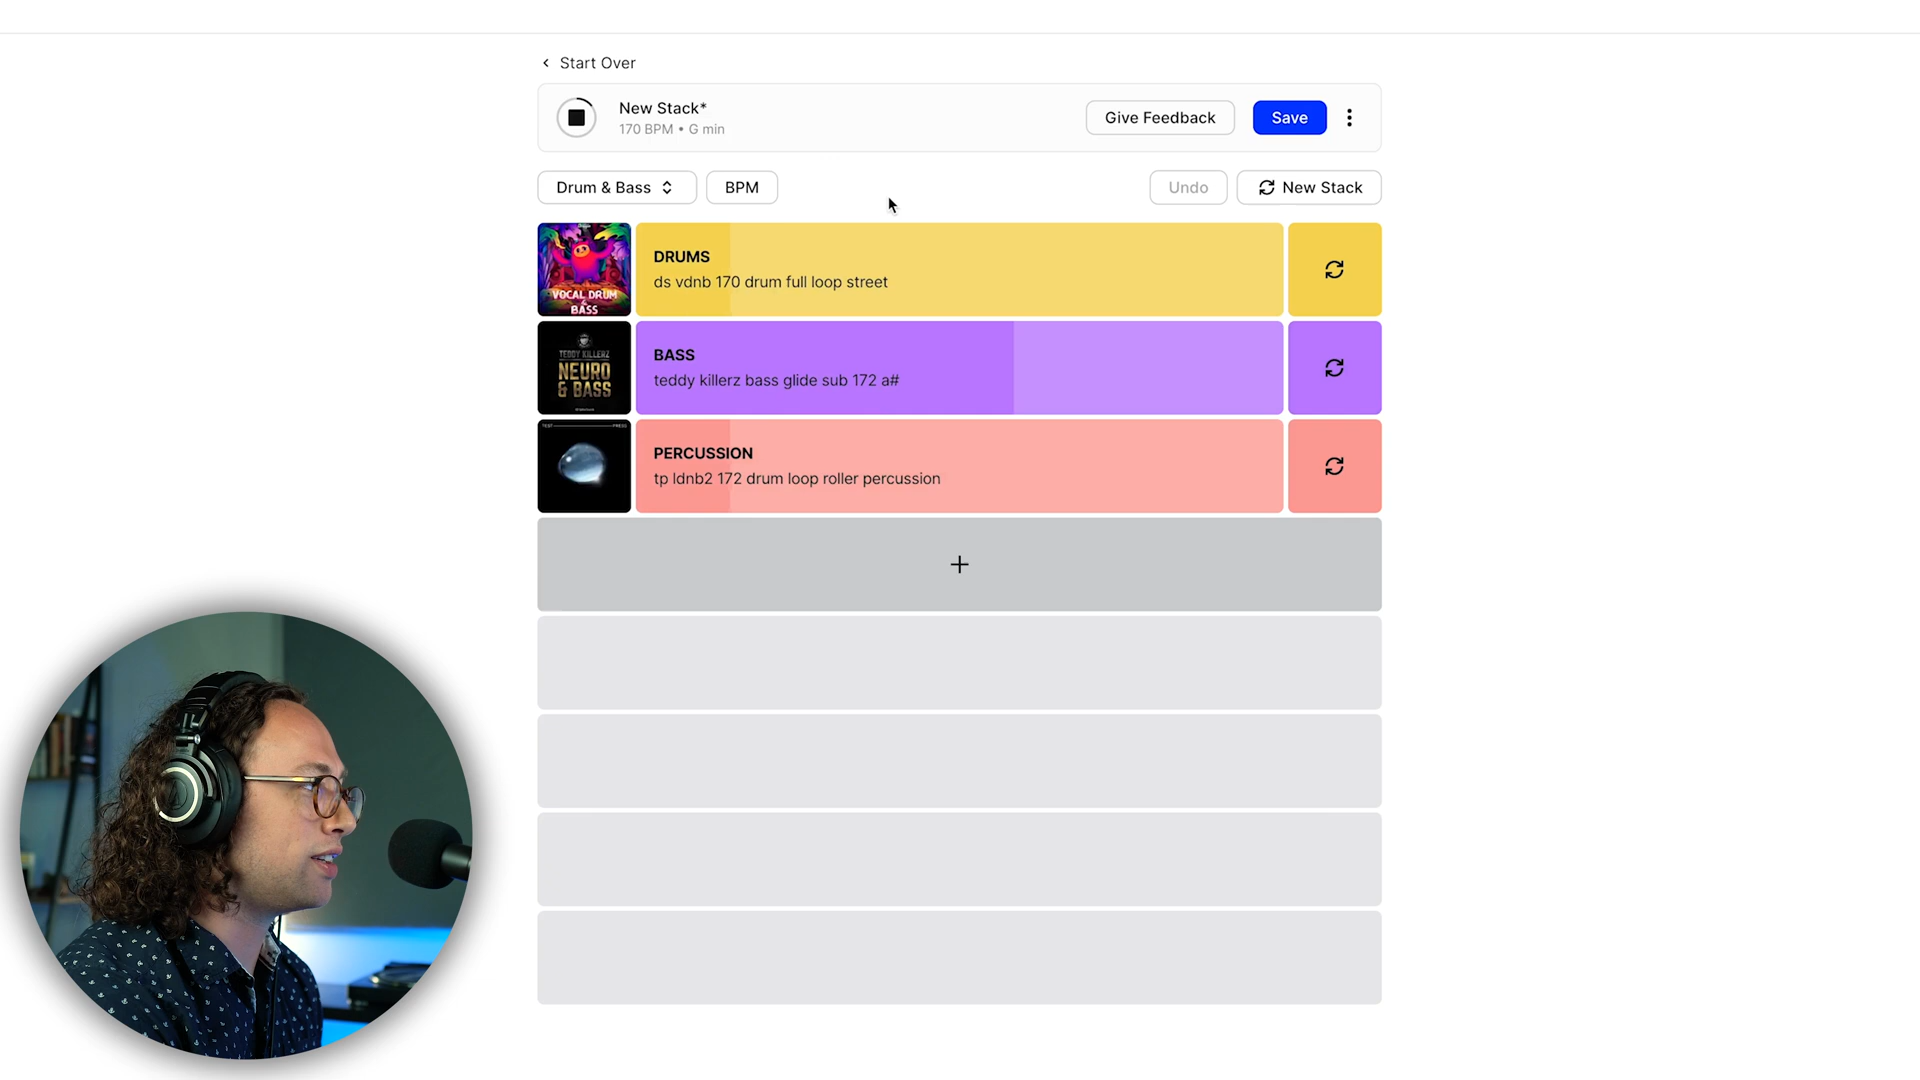 Start Over
New Stack*
170 BPM • G min
Give Feedback
Save
Drum & Bass
BPM
Undo
New Stack
VOCAL DRUM
&
BASS
DRUMS
ds vdnb 170 drum full loop street
TEDDY KILLERZ
NEURO
& BASS
BASS
teddy killerz bass glide sub 172 a#
TEST
PRESS
PERCUSSION
tp ldnb2 172 drum loop roller percussion